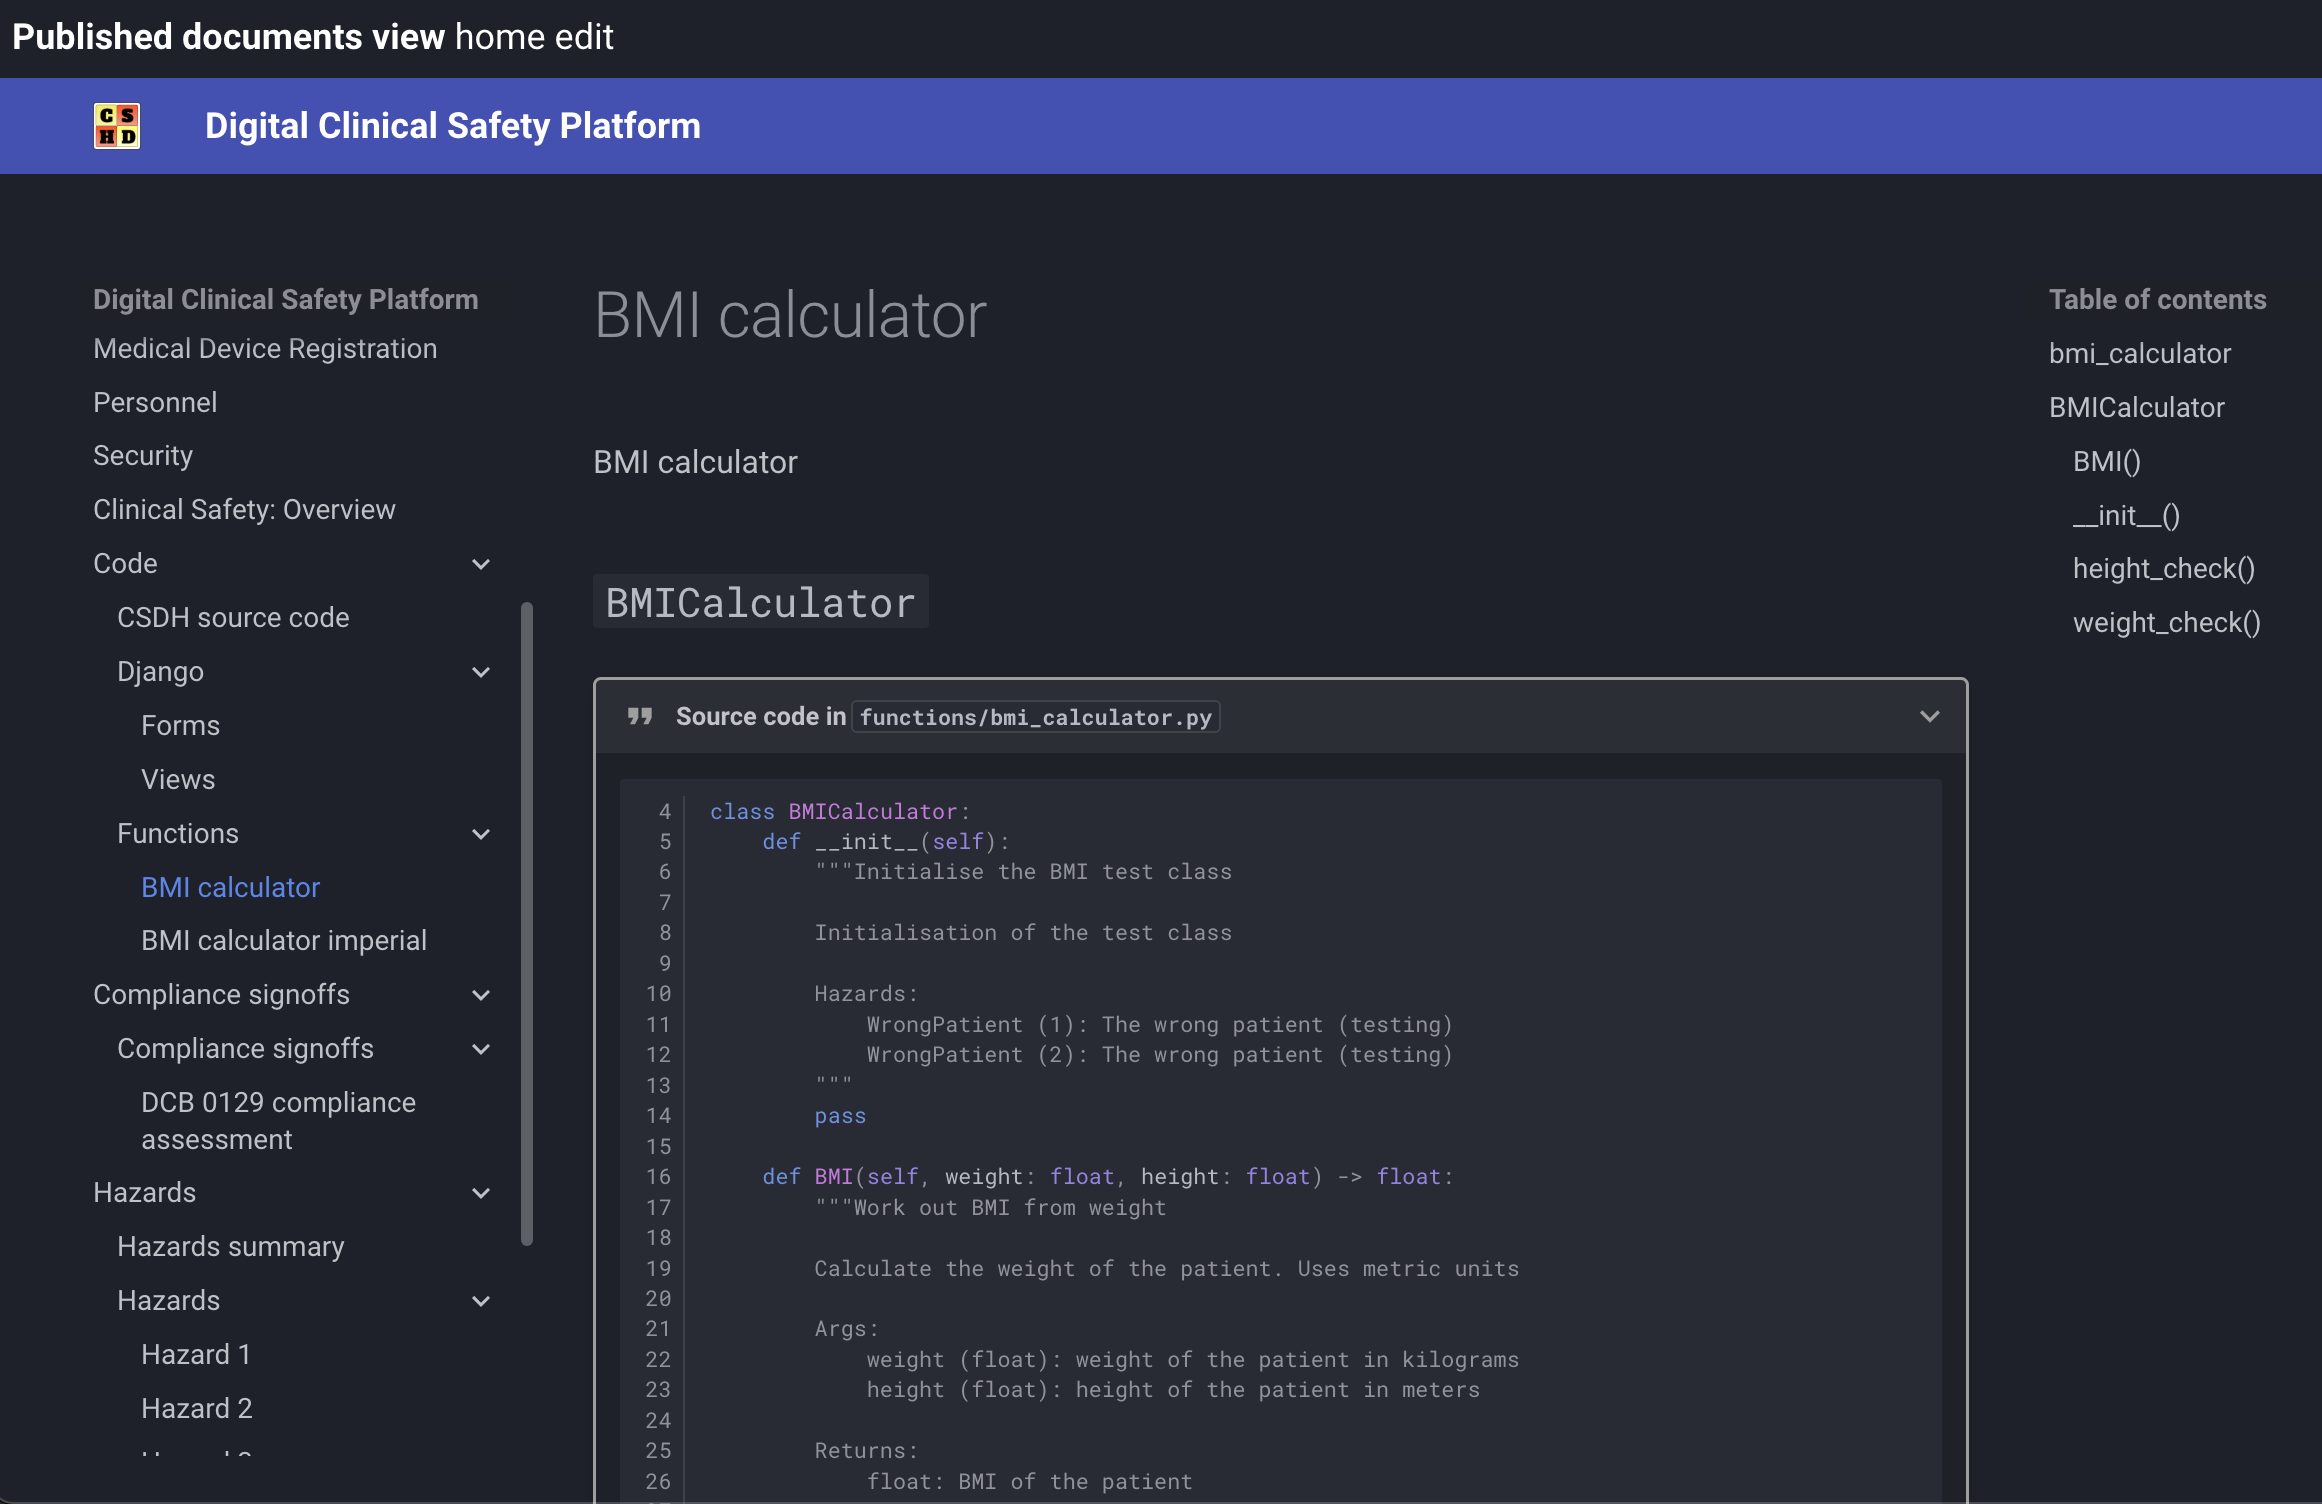 Published documents view home edit
CS
HD
Digital Clinical Safety Platform
Digital Clinical Safety Platform
Medical Device Registration
Personnel
Security
Clinical Safety: Overview
Code
CSDH source code
Django
Forms
Views
Functions
BMI calculator
BMI calculator imperial
Compliance signoffs
Compliance signoffs
DCB 0129 compliance
assessment
Hazards
Hazards summary
Hazards
Hazard 1
Hazard 2
BMI calculator
BMI calculator
BMICalculator
Source code in functions/bmi_calculator.py
4 class BMICalculator:
5     def __init__(self):
6         """Initialise the BMI test class
7
8         Initialisation of the test class
9
10         Hazards:
11             WrongPatient (1): The wrong patient (testing)
12             WrongPatient (2): The wrong patient (testing)
13         """
14         pass
15
16     def BMI(self, weight: float, height: float) -> float:
17         """Work out BMI from weight
18
19         Calculate the weight of the patient. Uses metric units
20
21         Args:
22             weight (float): weight of the patient in kilograms
23             height (float): height of the patient in meters
24
25         Returns:
26             float: BMI of the patient
Table of contents
bmi_calculator
BMICalculator
BMI()
__init__()
height_check()
weight_check()